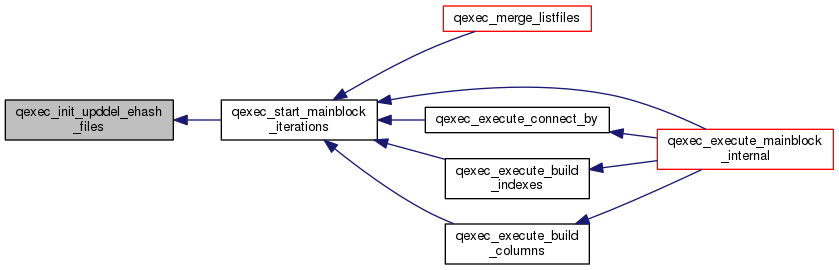 qexec_merge_listfiles
qexec_init_upddel_ehash
_files
qexec_start_mainblock
_iterations
qexec_execute_connect_by
qexec_execute_mainblock
_internal
qexec_execute_build
_indexes
qexec_execute_build
_columns